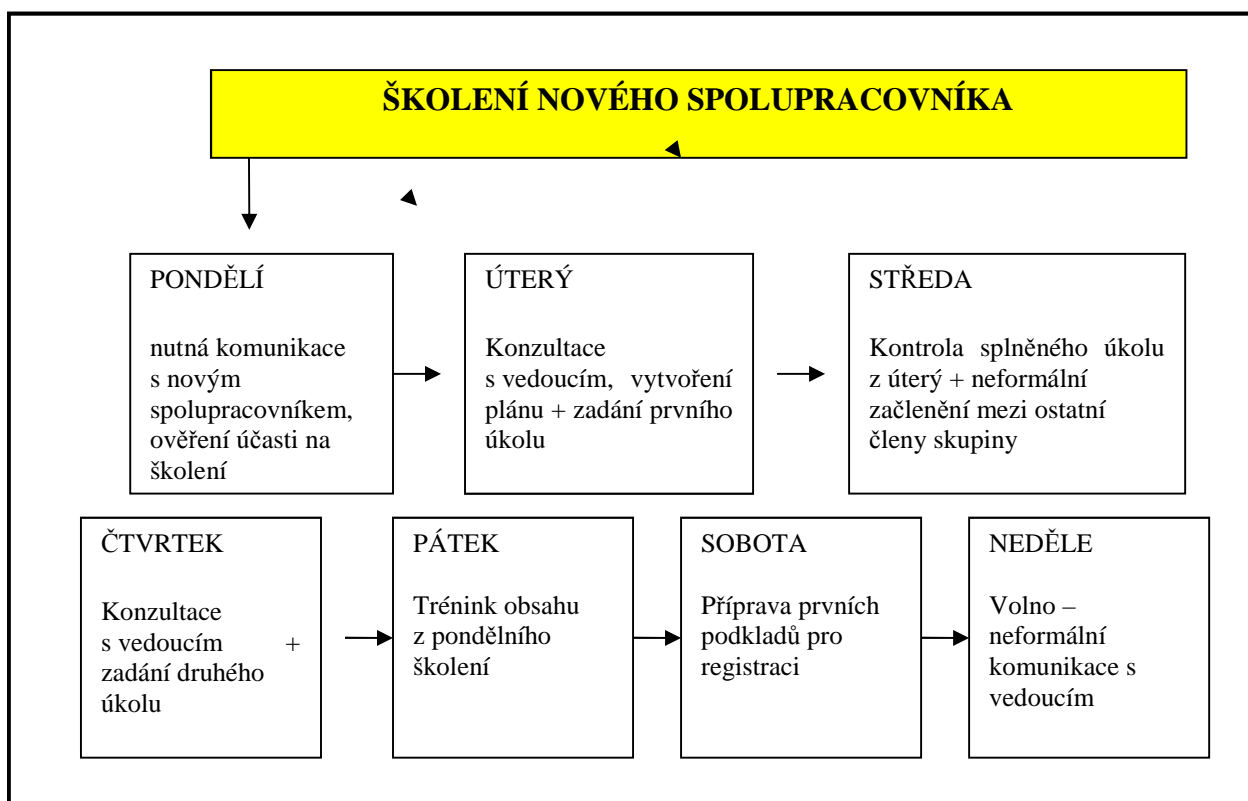 ŠKOLENÍ NOVÉHO SPOLUPRACOVNÍKA
PONDĚLÍ
nutná komunikace
s novým
spolupracovníkem,
ověření účasti na
školení
ÚTERÝ
Konzultace
s vedoucím, vytvoření
plánu + zadání prvního
úkolu
STŘEDA
Kontrola splněného úkolu
z úterý + neformální
začlenění mezi ostatní
členy skupiny
ČTVRTEK
Konzultace
s vedoucím +
zadání druhého
úkolu
PÁTEK
Trénink obsahu
z pondělního
školení
SOBOTA
Příprava prvních
podkladů pro
registraci
NEDĚLE
Volno –
neformální
komunikace s
vedoucím